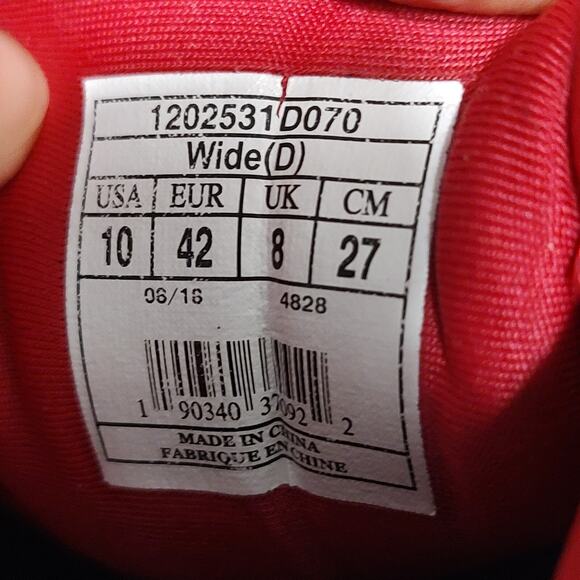 1202531D070
Wide(D)
USA EUR UK CM
10 42 8 27
06/16 4828
1 90340 37092 2
MADE IN CHINA
FABRIQUE EN CHINE